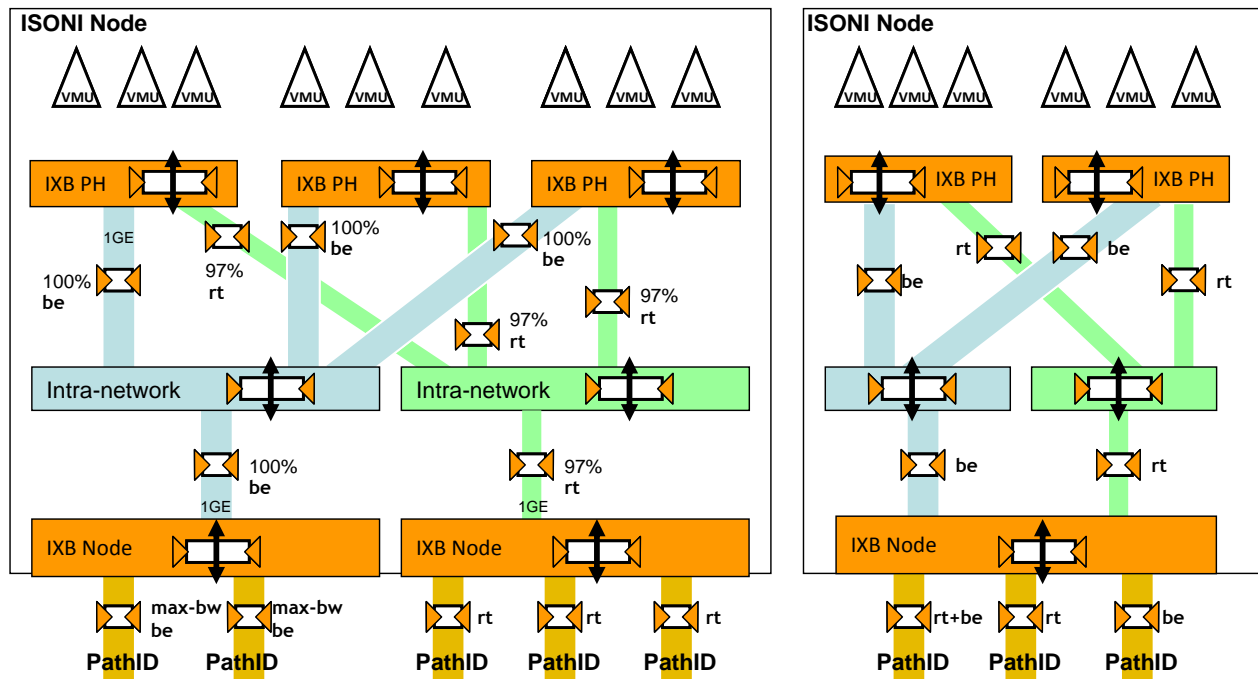 ISONI Node
VMU VMU VMU VMU VMU VMU VMU VMU VMU
IXB PH
IXB PH
IXB PH
1GE
100%
be
97%
rt
100%
be
97%
rt
100%
be
97%
rt
Intra-network
Intra-network
100%
be
1GE
97%
rt
1GE
IXB Node
IXB Node
max-bw
be
max-bw
be
rt
rt
rt
PathID
PathID
PathID
PathID
PathID
ISONI Node
VMU VMU VMU VMU VMU VMU
IXB PH
IXB PH
be
rt
be
rt
be
rt
IXB Node
rt+be
rt
be
PathID
PathID
PathID